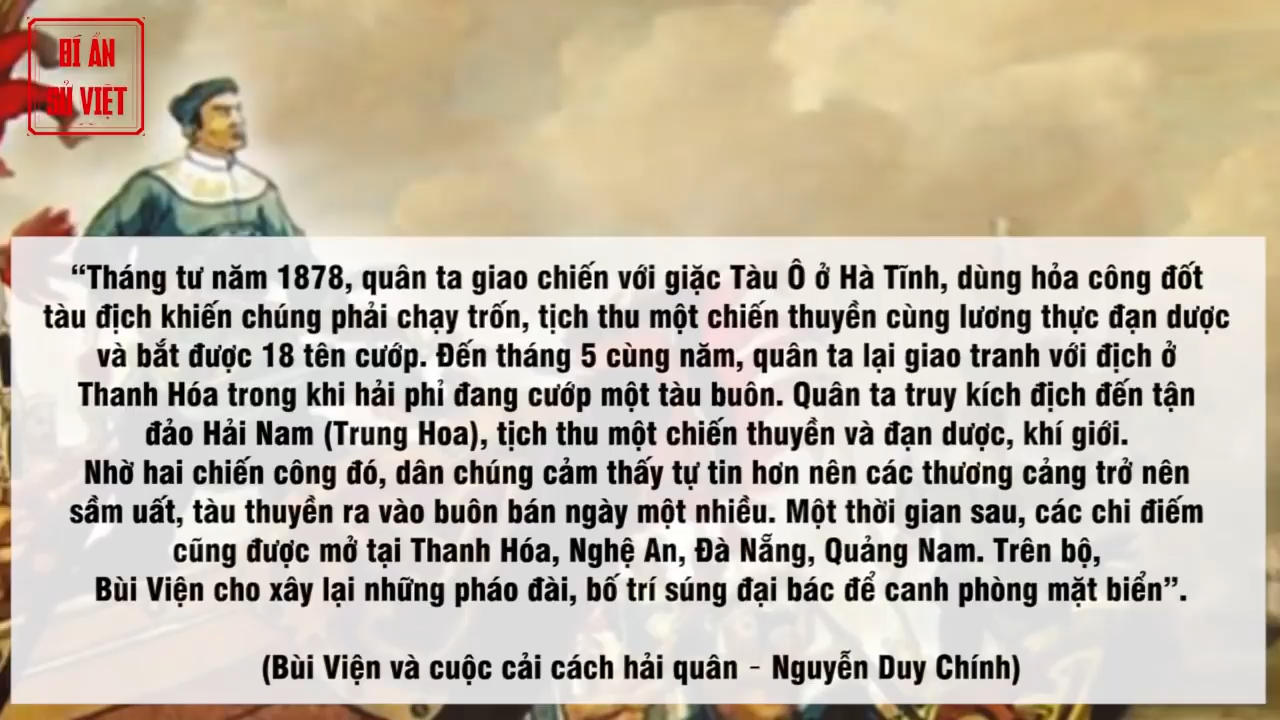 BÍ ẨN
SỬ VIỆT
“Tháng tư năm 1878, quân ta giao chiến với giặc Tàu Ô ở Hà Tĩnh, dùng hỏa công đốt
tàu địch khiến chúng phải chạy trốn, tịch thu một chiến thuyền cùng lương thực đạn dược
và bắt được 18 tên cướp. Đến tháng 5 cùng năm, quân ta lại giao tranh với địch ở
Thanh Hóa trong khi hải phỉ đang cướp một tàu buôn. Quân ta truy kích địch đến tận
đảo Hải Nam (Trung Hoa), tịch thu một chiến thuyền và đạn dược, khí giới.
Nhờ hai chiến công đó, dân chúng cảm thấy tự tin hơn nên các thương cảng trở nên
sầm uất, tàu thuyền ra vào buôn bán ngày một nhiều. Một thời gian sau, các chi điếm
cũng được mở tại Thanh Hóa, Nghệ An, Đà Nẵng, Quảng Nam. Trên bộ,
Bùi Viện cho xây lại những pháo đài, bố trí súng đại bác để canh phòng mặt biển”.
(Bùi Viện và cuộc cải cách hải quân - Nguyễn Duy Chính)